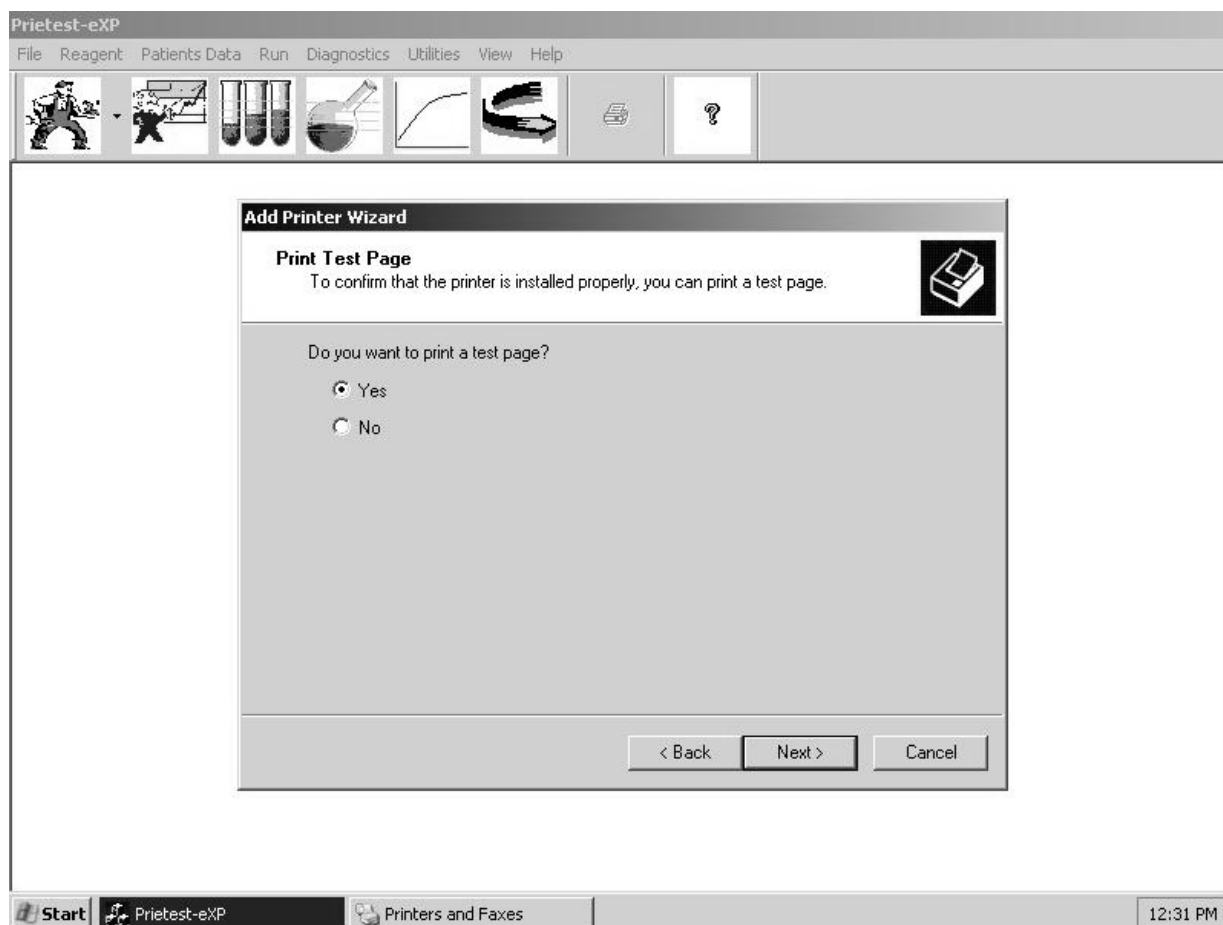 Prietest-eXP
File Reagent Patients Data Run Diagnostics Utilities View Help
?
Add Printer Wizard
Print Test Page
To confirm that the printer is installed properly, you can print a test page.
Do you want to print a test page?
Yes
No
< Back Next > Cancel
Start Prietest-eXP Printers and Faxes 12:31 PM